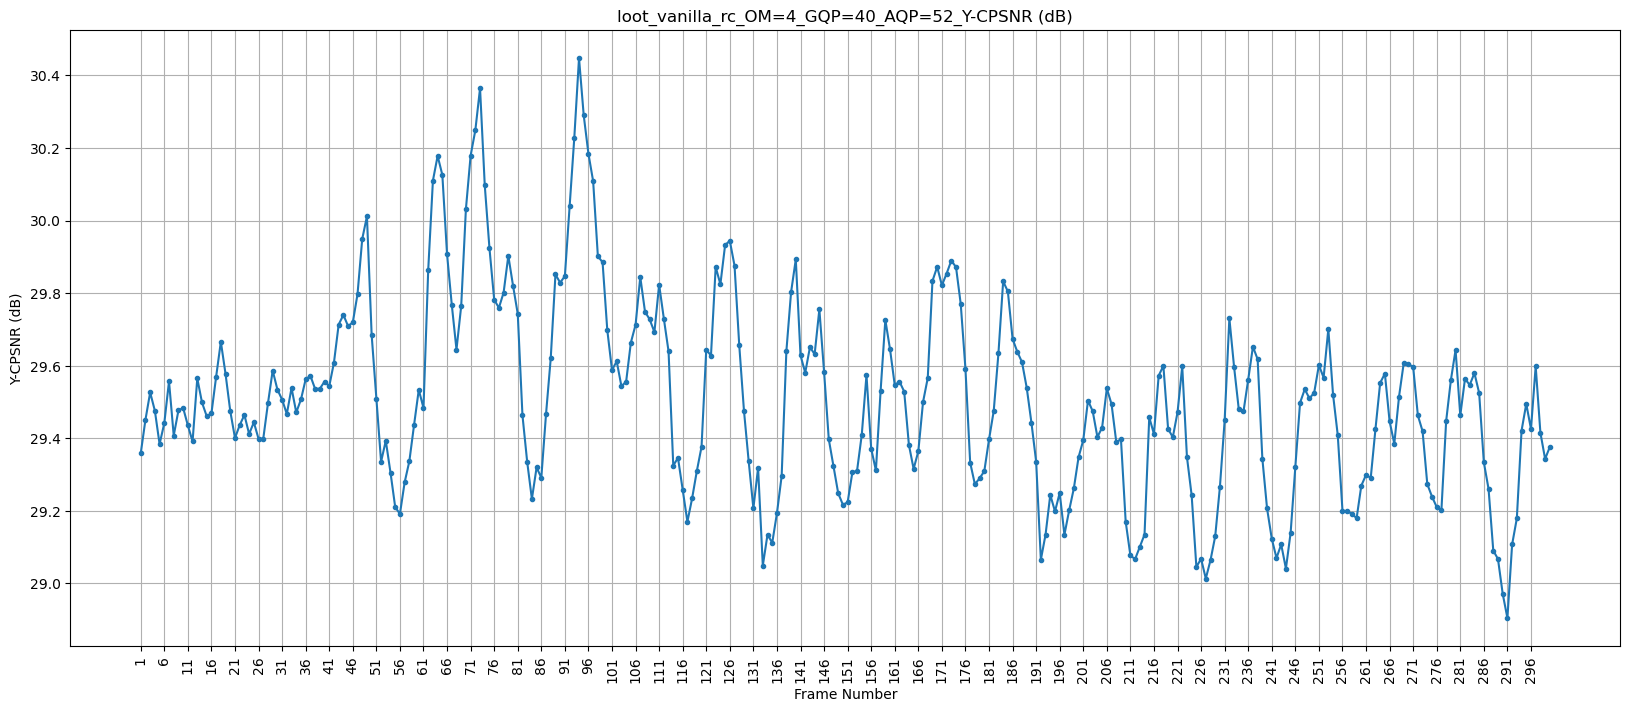 loot_vanilla_rc_OM=4_GQP=40_AQP=52_Y-CPSNR (dB)
Y-CPSNR (dB)
30.4
30.2
30.0
29.8
29.6
29.4
29.2
29.0
1 6 11 16 21 26 31 36 41 46 51 56 61 66 71 76 81 86 91 96 101 106 111 116 121 126 131 136 141 146 151 156 161 166 171 176 181 186 191 196 201 206 211 216 221 226 231 236 241 246 251 256 261 266 271 276 281 286 291 296
Frame Number